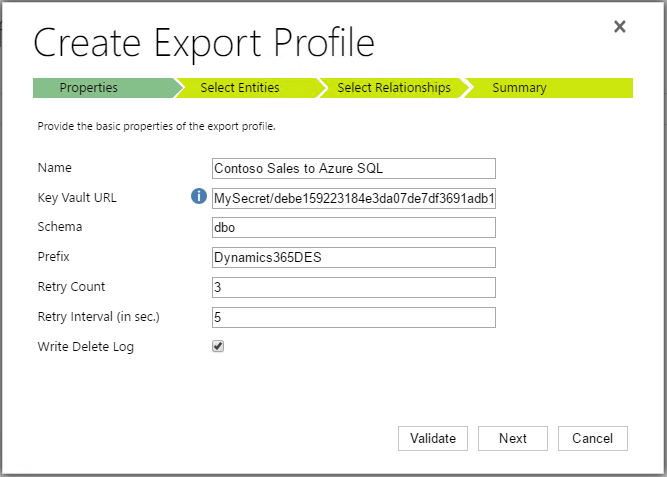 Create Export Profile
Properties Select Entities Select Relationships Summary
Provide the basic properties of the export profile.
Name Contoso Sales to Azure SQL
Key Vault URL MySecret/debe159223184e3da07de7df3691adb1
Schema dbo
Prefix Dynamics365DES
Retry Count 3
Retry Interval (in sec.) 5
Write Delete Log
Validate Next Cancel